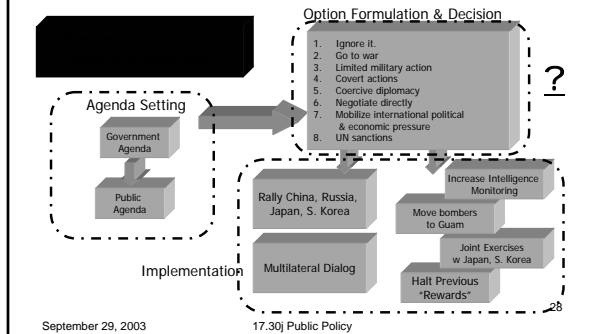 Option Formulation & Decision
1. Ignore it.
2. Go to war
3. Limited military action
4. Covert actions
5. Coercive diplomacy
6. Negotiate directly
7. Mobilize international political
& economic pressure
8. UN sanctions
?
Agenda Setting
Government
Agenda
Public
Agenda
Rally China, Russia,
Japan, S. Korea
Multilateral Dialog
Increase Intelligence
Monitoring
Move bombers
to Guam
Joint Exercises
w Japan, S. Korea
Halt Previous
"Rewards"
Implementation
28
September 29, 2003
17.30j Public Policy